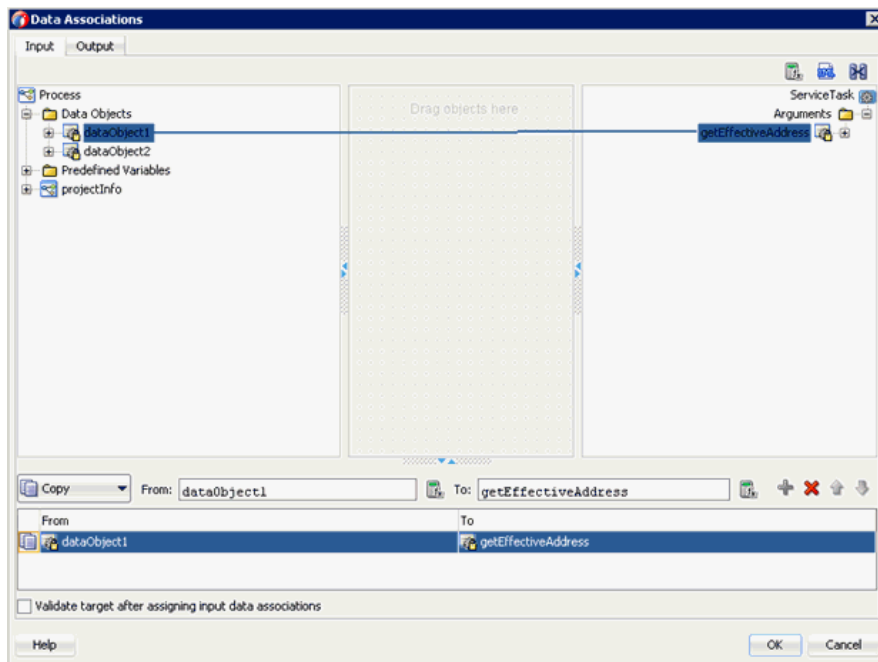 Data Associations
Input Output
Process
Data Objects
dataObject1
dataObject2
Predefined Variables
projectInfo
Drag objects here
ServiceTask
Arguments
getEffectiveAddress
Copy From: dataObject1 To: getEffectiveAddress
From To
dataObject1 getEffectiveAddress
Validate target after assigning input data associations
Help OK Cancel